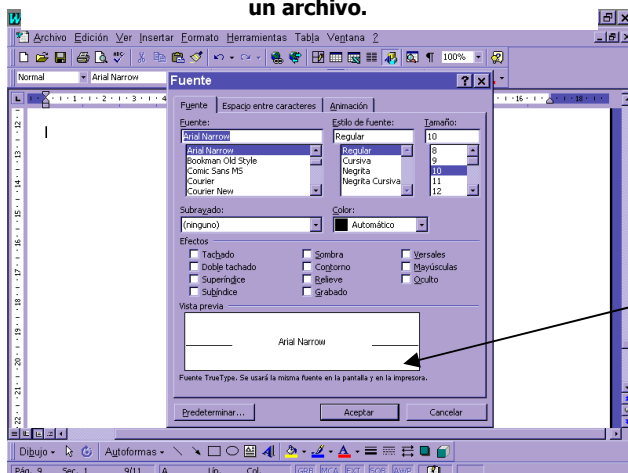 un archivo.
Archivo Edición Ver Insertar Formato Herramientas Tabla Ventana ?
100%
Normal Arial Narrow
Fuente
Fuente Espacio entre caracteres Animación
Fuente: Estilo de fuente: Tamaño:
Arial Narrow Regular 10
Arial Narrow Regular 8
Bookman Old Style Cursiva 9
Comic Sans MS Negrita 10
Courier Negrita Cursiva 11
Courier New 12
Subrayado: Color:
(ninguno) Automático
Efectos
Tachado Sombra Versales
Doble tachado Contorno Mayúsculas
Superíndice Relieve Oculto
Subíndice Grabado
Vista previa
Arial Narrow
Fuente TrueType. Se usará la misma fuente en la pantalla y en la impresora.
Predeterminar... Aceptar Cancelar
Dibujo Autoformas
Pág. 9 Sec. 1 9/11 A Lín. Col. GRB MCA EXT SOB AWP